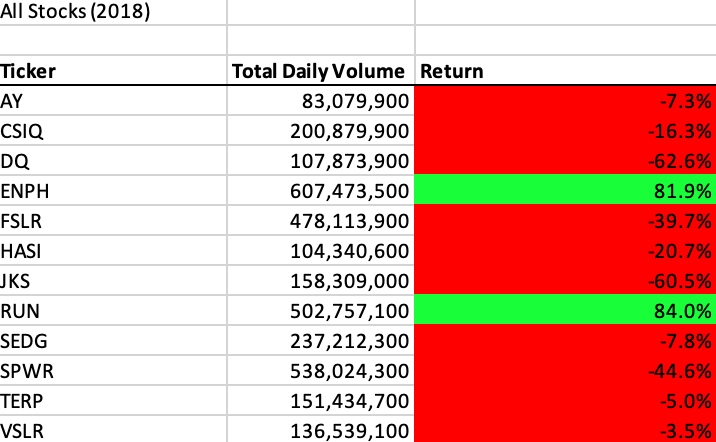 All Stocks (2018)
Ticker Total Daily Volume Return
AY 83,079,900 -7.3%
CSIQ 200,879,900 -16.3%
DQ 107,873,900 -62.6%
ENPH 607,473,500 81.9%
FSLR 478,113,900 -39.7%
HASI 104,340,600 -20.7%
JKS 158,309,000 -60.5%
RUN 502,757,100 84.0%
SEDG 237,212,300 -7.8%
SPWR 538,024,300 -44.6%
TERP 151,434,700 -5.0%
VSLR 136,539,100 -3.5%